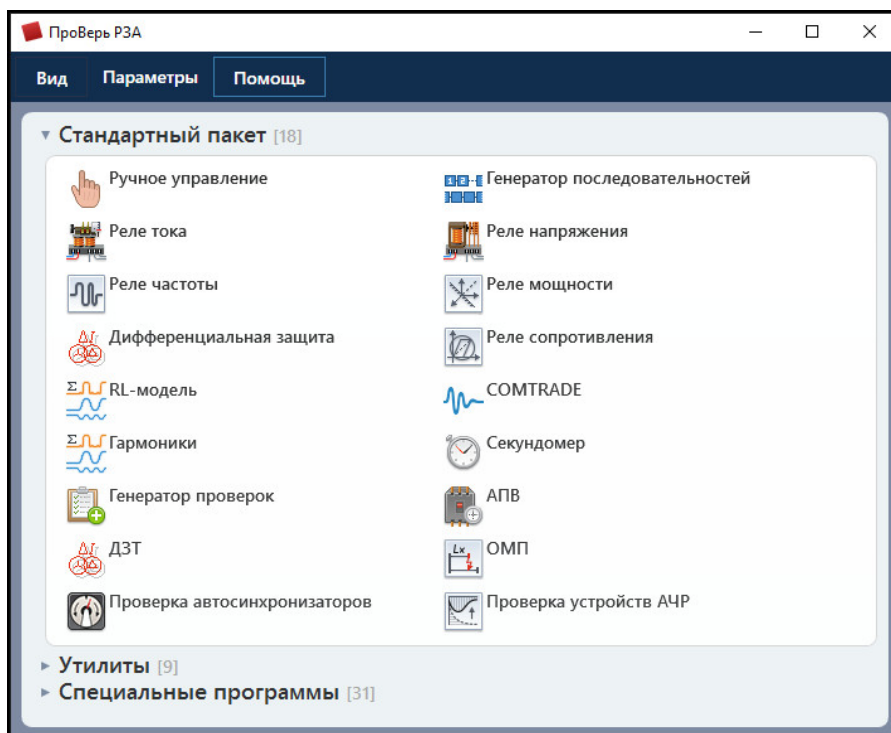 ПроВерь РЗА
Вид Параметры Помощь
Стандартный пакет [18]
Ручное управление
Генератор последовательностей
Реле тока
Реле напряжения
Реле частоты
Реле мощности
Дифференциальная защита
Реле сопротивления
RL-модель
COMTRADE
Гармоники
Секундомер
Генератор проверок
АПВ
ДЗТ
Lx
ОМП
Проверка автосинхронизаторов
Проверка устройств АЧР
Утилиты [9]
Специальные программы [31]